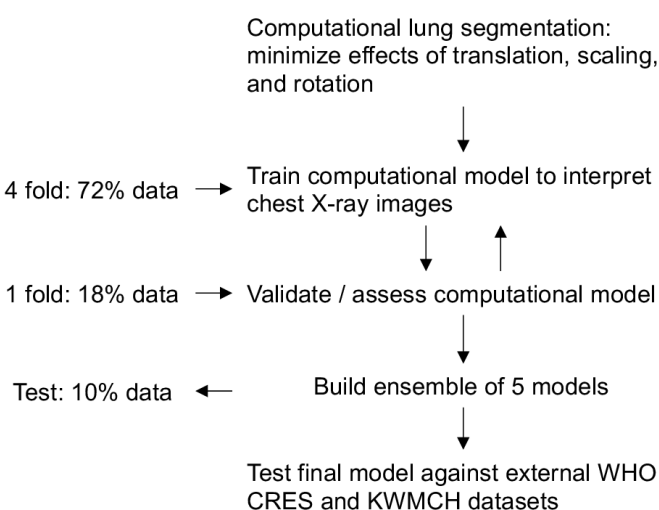 Computational lung segmentation:
minimize effects of translation, scaling,
and rotation
4 fold: 72% data
Train computational model to interpret
chest X-ray images
1 fold: 18% data
Validate / assess computational model
Test: 10% data
Build ensemble of 5 models
Test final model against external WHO
CRES and KWMCH datasets